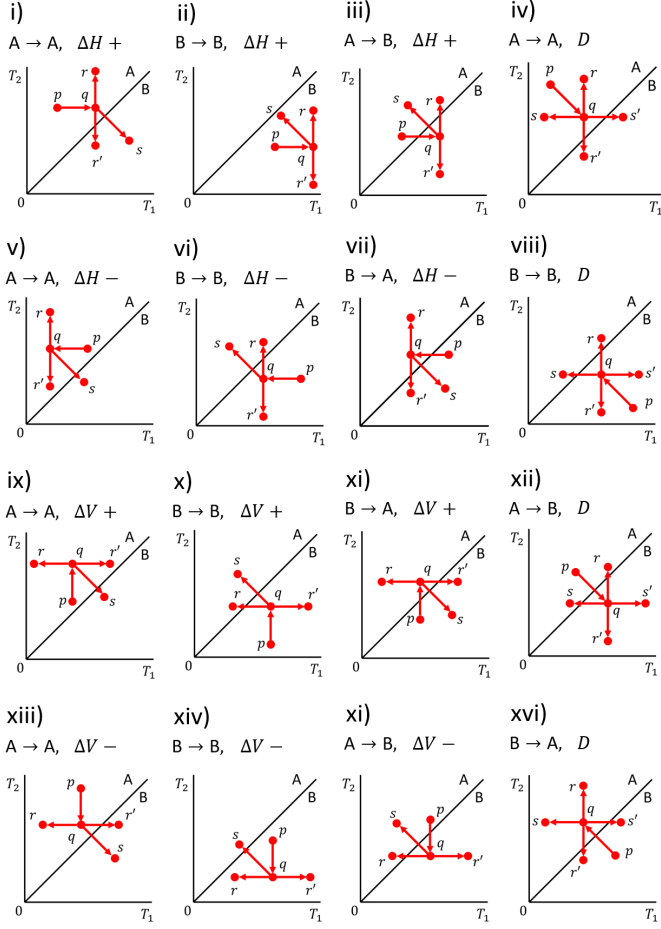 i) ii) iii) iv)
A → A, ΔH + B → B, ΔH + A → B, ΔH + A → A, D
T₂ r A B T₂ A B T₂ A B T₂ p r A B
p q s r s r q
s p q p q s s'
r' s r' r' r'
0 T₁ 0 T₁ 0 T₁ 0 T₁
v) vi) vii) viii)
A → A, ΔH − B → B, ΔH − B → A, ΔH − B → B, D
T₂ r A B T₂ A B T₂ r A B T₂ A B
q p s r q p r
r' s q p r' s s q s'
r' r' p
0 T₁ 0 T₁ 0 T₁ 0 T₁
ix) x) xi) xii)
A → A, ΔV + B → B, ΔV + B → A, ΔV + A → B, D
T₂ A B T₂ A B T₂ A B T₂ A B
r q r' s r q r' p r
p s r q r' p s s q s'
p r'
0 T₁ 0 T₁ 0 T₁ 0 T₁
xiii) xiv) xi) xvi)
A → A, ΔV − B → B, ΔV − A → B, ΔV − B → A, D
T₂ p A B T₂ A B T₂ A B T₂ r A B
r q r' s p s p s q s'
s r q r' r q r' r' p
0 T₁ 0 T₁ 0 T₁ 0 T₁